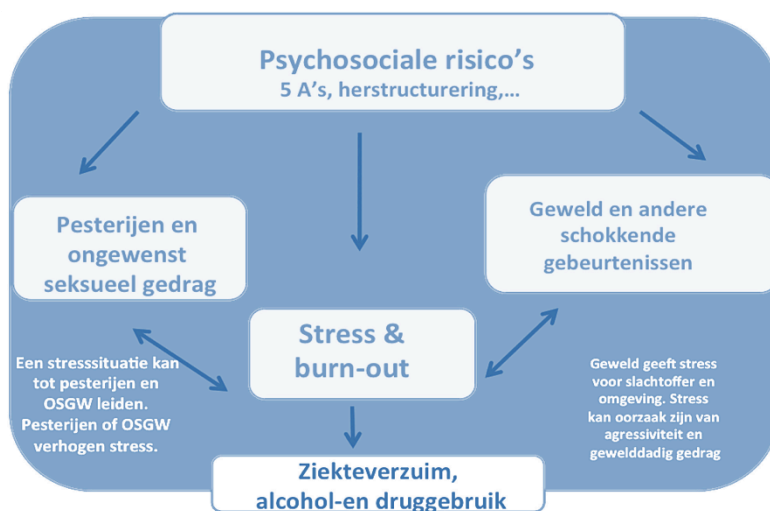 Psychosociale risico's
5 A's, herstructurering,...
Pesterijen en
ongewenst
seksueel gedrag
Geweld en andere
schokkende
gebeurtenissen
Stress &
burn-out
Een stresssituatie kan
tot pesterijen en
OSGW leiden.
Pesterijen of OSGW
verhogen stress.
Geweld geeft stress
voor slachtoffer en
omgeving. Stress
kan oorzaak zijn van
agressiviteit en
gewelddadig gedrag
Ziekteverzuim,
alcohol-en druggebruik